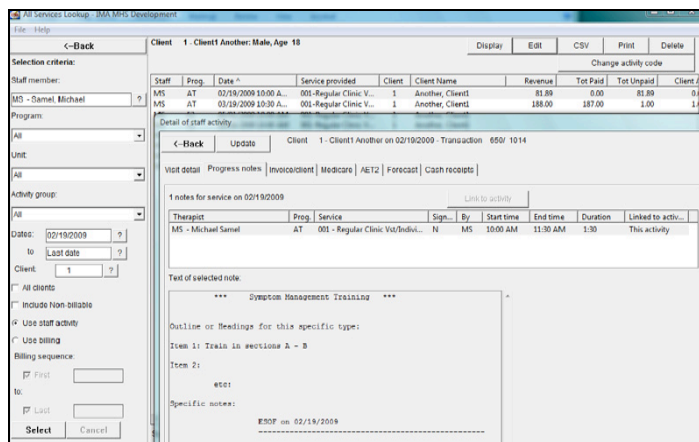 All Services Lookup - IMA MHS Development
File Help
<--Back
Client 1 - Client1 Another: Male, Age 18
Display Edit CSV Print Delete
Change activity code
Selection criteria:
Staff member:
MS - Samel, Michael ?
Program:
All
Unit:
All
Activity group:
All
Dates: 02/19/2009 ?
to Last date ?
Client: 1 ?
All clients
Include Non-billable
Use staff activity
Use billing
Billing sequence:
First
to:
Last
Select Cancel
Staff Prog. Date ^ Service provided Client Client Name Revenue Tot Paid Tot Unpaid Client A
MS AT 02/19/2009 10:00 A... 001-Regular Clinic V... 1 Another, Client1 81.89 0.00 81.89 0.0
MS AT 03/19/2009 10:30 A... 001-Regular Clinic V... 1 Another, Client1 188.00 187.00 1.00 1.0
Detail of staff activity
<--Back Update Client 1 - Client1 Another on 02/19/2009 - Transaction 650/ 1014
Visit detail Progress notes Invoice/client Medicare AET2 Forecast Cash receipts
1 notes for service on 02/19/2009
Link to activity
Therapist Prog. Service Sign... By Start time End time Duration Linked to activ...
MS - Michael Samel AT 001 - Regular Clinic Vst/Indivi... N MS 10:00 AM 11:30 AM 1:30 This activity
Text of selected note:
*** Symptom Management Training ***
Outline or Headings for this specific type:
Item 1: Train in sections A - B
Item 2:
etc:
Specific notes:
ESOF on 02/19/2009
--------------------------------------------------